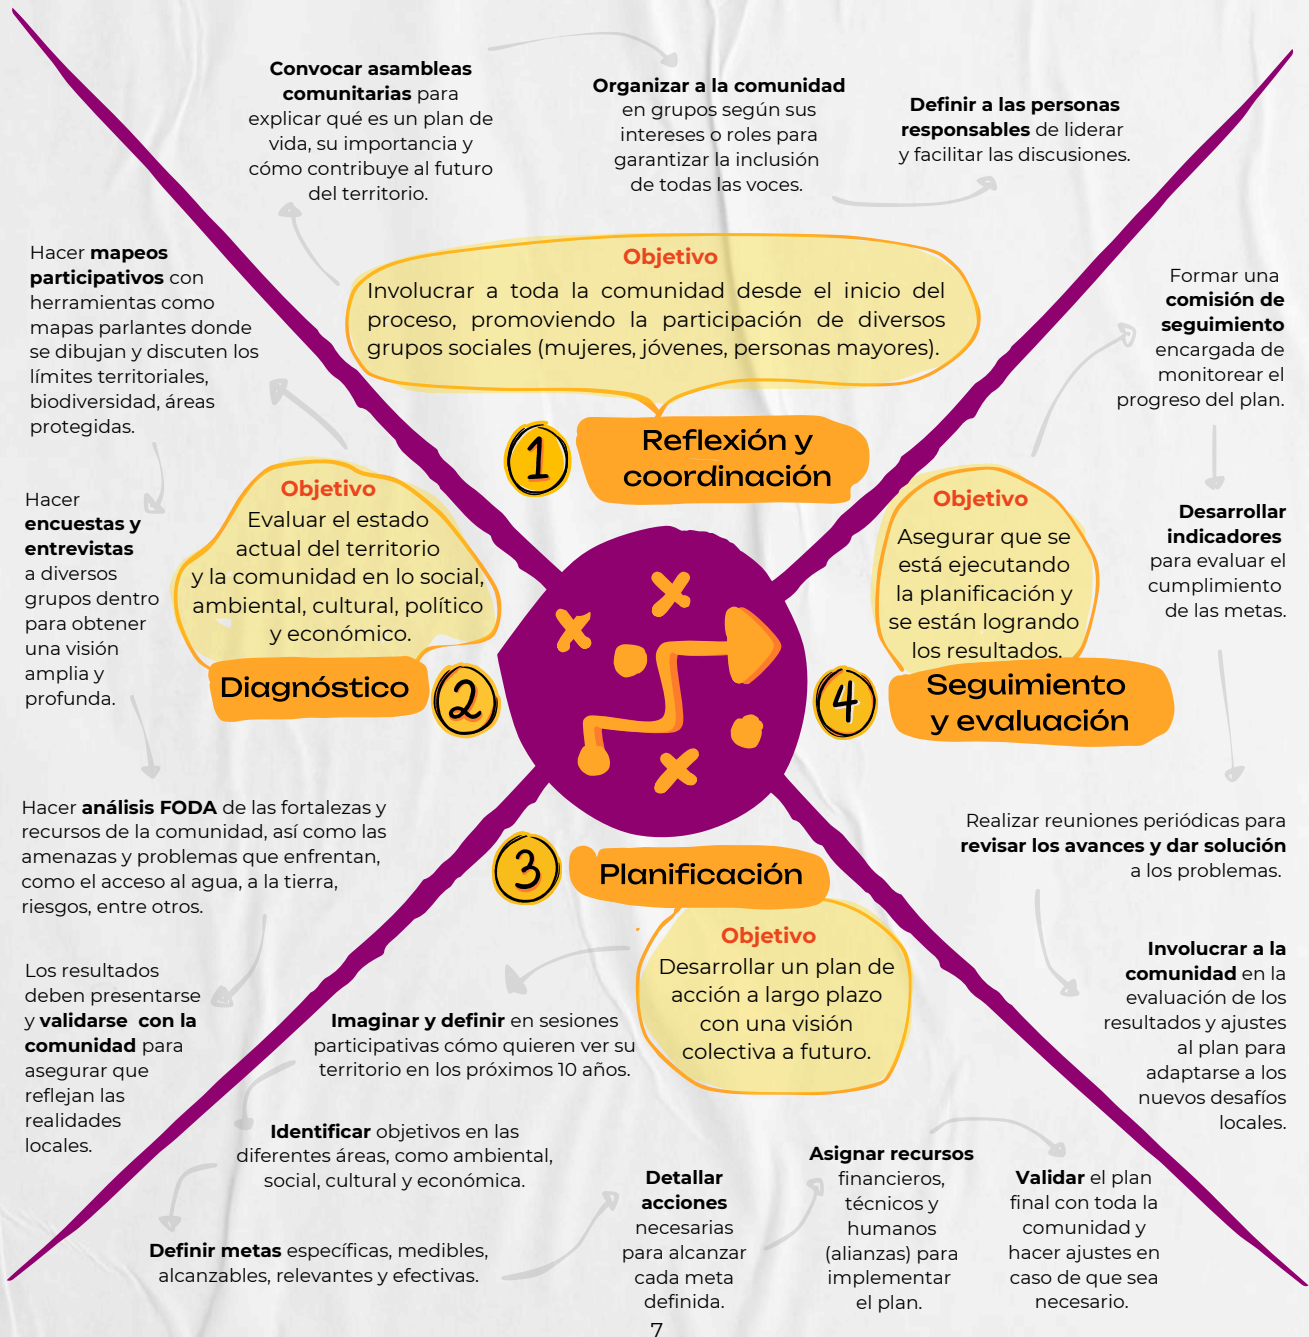 Convocar asambleas
comunitarias para
explicar qué es un plan de
vida, su importancia y
cómo contribuye al futuro
del territorio.
Organizar a la comunidad
en grupos según sus
intereses o roles para
garantizar la inclusión
de todas las voces.
Definir a las personas
responsables de liderar
y facilitar las discusiones.
Objetivo
Involucrar a toda la comunidad desde el inicio del
proceso, promoviendo la participación de diversos
grupos sociales (mujeres, jóvenes, personas mayores).
1
Reflexión y
coordinación
Hacer mapeos
participativos con
herramientas como
mapas parlantes donde
se dibujan y discuten los
límites territoriales,
biodiversidad, áreas
protegidas.
Hacer
encuestas y
entrevistas
a diversos
grupos dentro
para obtener
una visión
amplia y
profunda.
Objetivo
Evaluar el estado
actual del territorio
y la comunidad en lo social,
ambiental, cultural, político
y económico.
Diagnóstico
2
Hacer análisis FODA de las fortalezas y
recursos de la comunidad, así como las
amenazas y problemas que enfrentan,
como el acceso al agua, a la tierra,
riesgos, entre otros.
Los resultados
deben presentarse
y validarse con la
comunidad para
asegurar que
reflejan las
realidades
locales.
3
Planificación
Objetivo
Desarrollar un plan de
acción a largo plazo
con una visión
colectiva a futuro.
Imaginar y definir en sesiones
participativas cómo quieren ver su
territorio en los próximos 10 años.
Identificar objetivos en las
diferentes áreas, como ambiental,
social, cultural y económica.
Definir metas específicas, medibles,
alcanzables, relevantes y efectivas.
Detallar
acciones
necesarias
para alcanzar
cada meta
definida.
Asignar recursos
financieros,
técnicos y
humanos
(alianzas) para
implementar
el plan.
Validar el plan
final con toda la
comunidad y
hacer ajustes en
caso de que sea
necesario.
Objetivo
Asegurar que se
está ejecutando
la planificación y
se están logrando
los resultados.
4
Seguimiento
y evaluación
Formar una
comisión de
seguimiento
encargada de
monitorear el
progreso del plan.
Desarrollar
indicadores
para evaluar el
cumplimiento
de las metas.
Realizar reuniones periódicas para
revisar los avances y dar solución
a los problemas.
Involucrar a la
comunidad en la
evaluación de los
resultados y ajustes
al plan para
adaptarse a los
nuevos desafíos
locales.
7